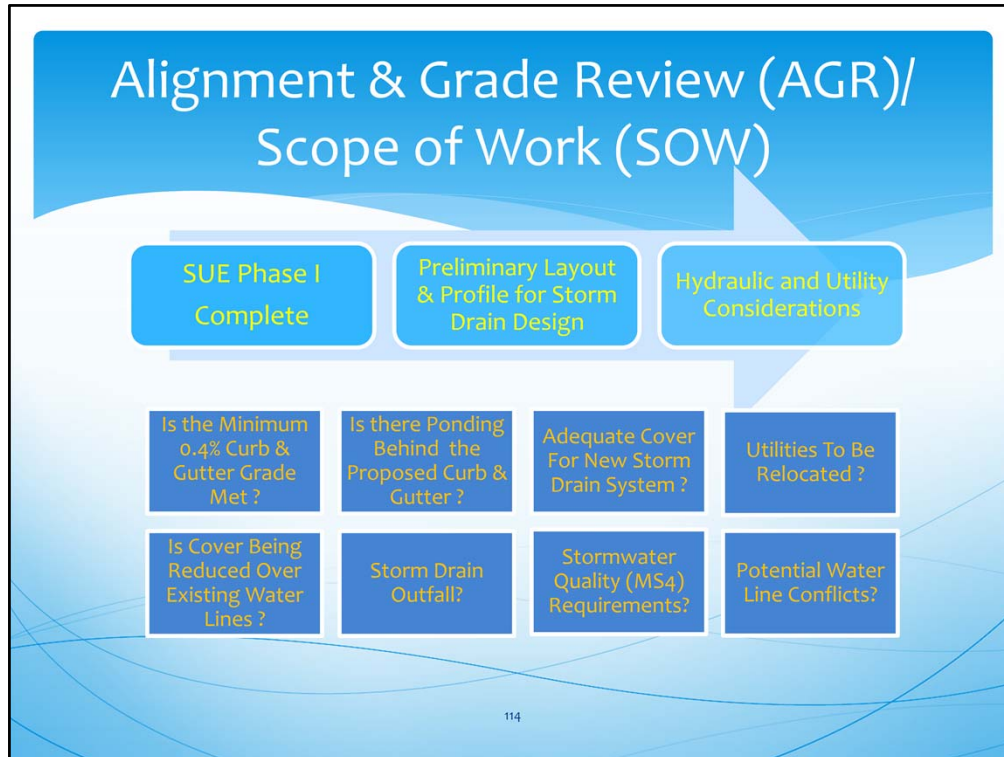 Alignment & Grade Review (AGR)/
Scope of Work (SOW)
SUE Phase I
Complete
Preliminary Layout
& Profile for Storm
Drain Design
Hydraulic and Utility
Considerations
Is the Minimum
0.4% Curb &
Gutter Grade
Met ?
Is there Ponding
Behind the
Proposed Curb &
Gutter ?
Adequate Cover
For New Storm
Drain System ?
Utilities To Be
Relocated ?
Is Cover Being
Reduced Over
Existing Water
Lines ?
Storm Drain
Outfall?
Stormwater
Quality (MS4)
Requirements?
Potential Water
Line Conflicts?
114